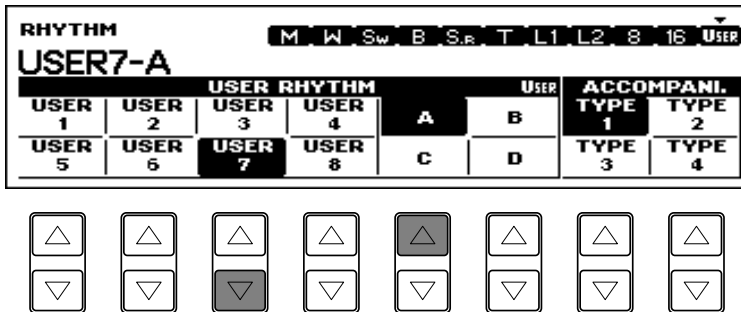 RHYTHM
M W SW B S.R T L1 L2 8 16 USER
USER7-A
USER RHYTHM USER ACCOMPANI.
USER 1 USER 2 USER 3 USER 4 A B TYPE 1 TYPE 2
USER 5 USER 6 USER 7 USER 8 C D TYPE 3 TYPE 4